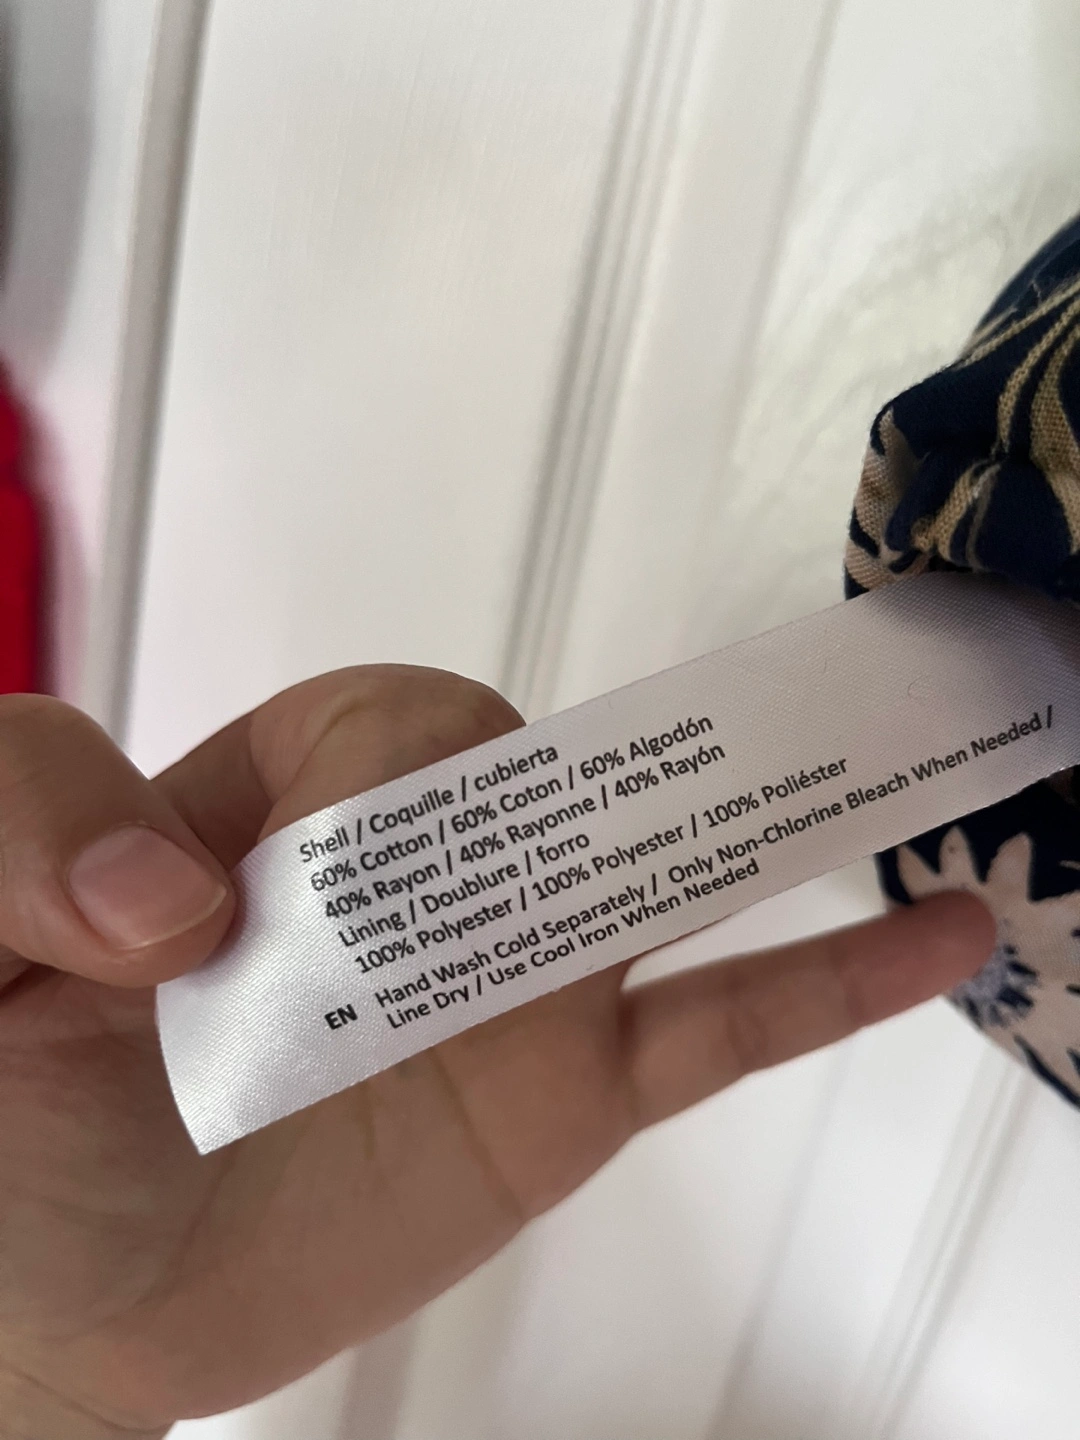 Shell / Coquille / cubierta
60% Cotton / 60% Coton / 60% Algodón
40% Rayon / 40% Rayonne / 40% Rayón
Lining / Doublure / forro
100% Polyester / 100% Polyester / 100% Poliéster
EN Hand Wash Cold Separately / Only Non-Chlorine Bleach When Needed /
Line Dry / Use Cool Iron When Needed